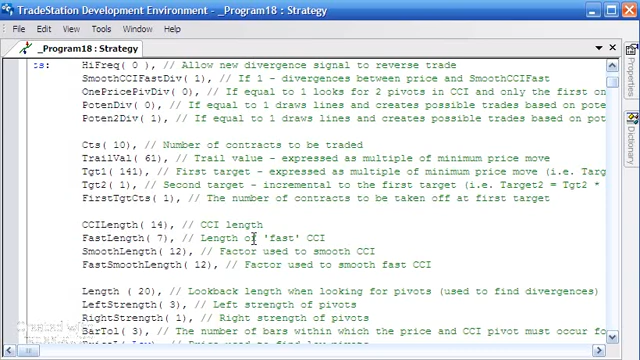 TradeStation Development Environment - _Program18 : Strategy
File Edit View Tools Window Help
_Program18 : Strategy
ts: HiFreq( 0 ), // Allow new divergence signal to reverse trade
SmoothCCIFastDiv( 1), // If 1 - divergences between price and SmoothCCIFast
OnePricePivDiv( 0), // If equal to 1 looks for 2 pivots in CCI and only the first on
PotenDiv( 0), // If equal to 1 draws lines and creates possible trades based on pote
Poten2Div( 1), // If equal to 1 draws lines and creates possible trades based on pot
Cts( 10), // Number of contracts to be traded
TrailVal( 61), // Trail value - expressed as multiple of minimum price move
Tgt1( 141), // First target - expressed as multiple of minimum price move (i.e. Targ
Tgt2( 1), // Second target - incremental to the first target (i.e. Target2 = Tgt2 *
FirstTgtCts( 1), // The number of contracts to be taken off at first target
CCILength( 14), // CCI length
FastLength( 7), // Length of 'fast' CCI
SmoothLength( 12), // Factor used to smooth CCI
FastSmoothLength( 12), // Factor used to smooth fast CCI
Length ( 20), // Lookback length when looking for pivots (used to find divergences)
LeftStrength( 3), // Left strength of pivots
RightStrength( 1), // Right strength of pivots
BarTol( 3), // The number of bars within which the price and CCI pivot must occur fo
Properties
Dictionary